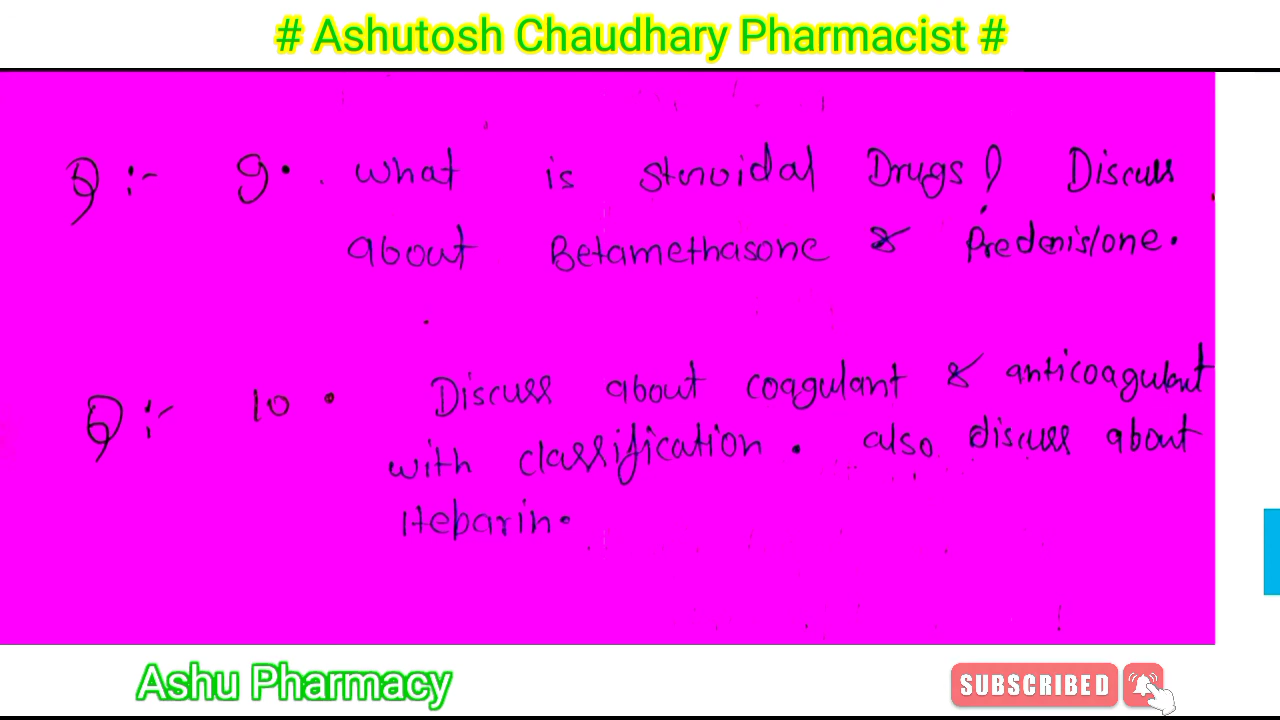 # Ashutosh Chaudhary Pharmacist #
Q :- 9. What is Steroidal Drugs? Discuss
about Betamethasone & Prednislone.
Q :- 10. Discuss about coagulant & anticoagulant
with classification. also discuss about
Heparin.
Ashu Pharmacy
SUBSCRIBED